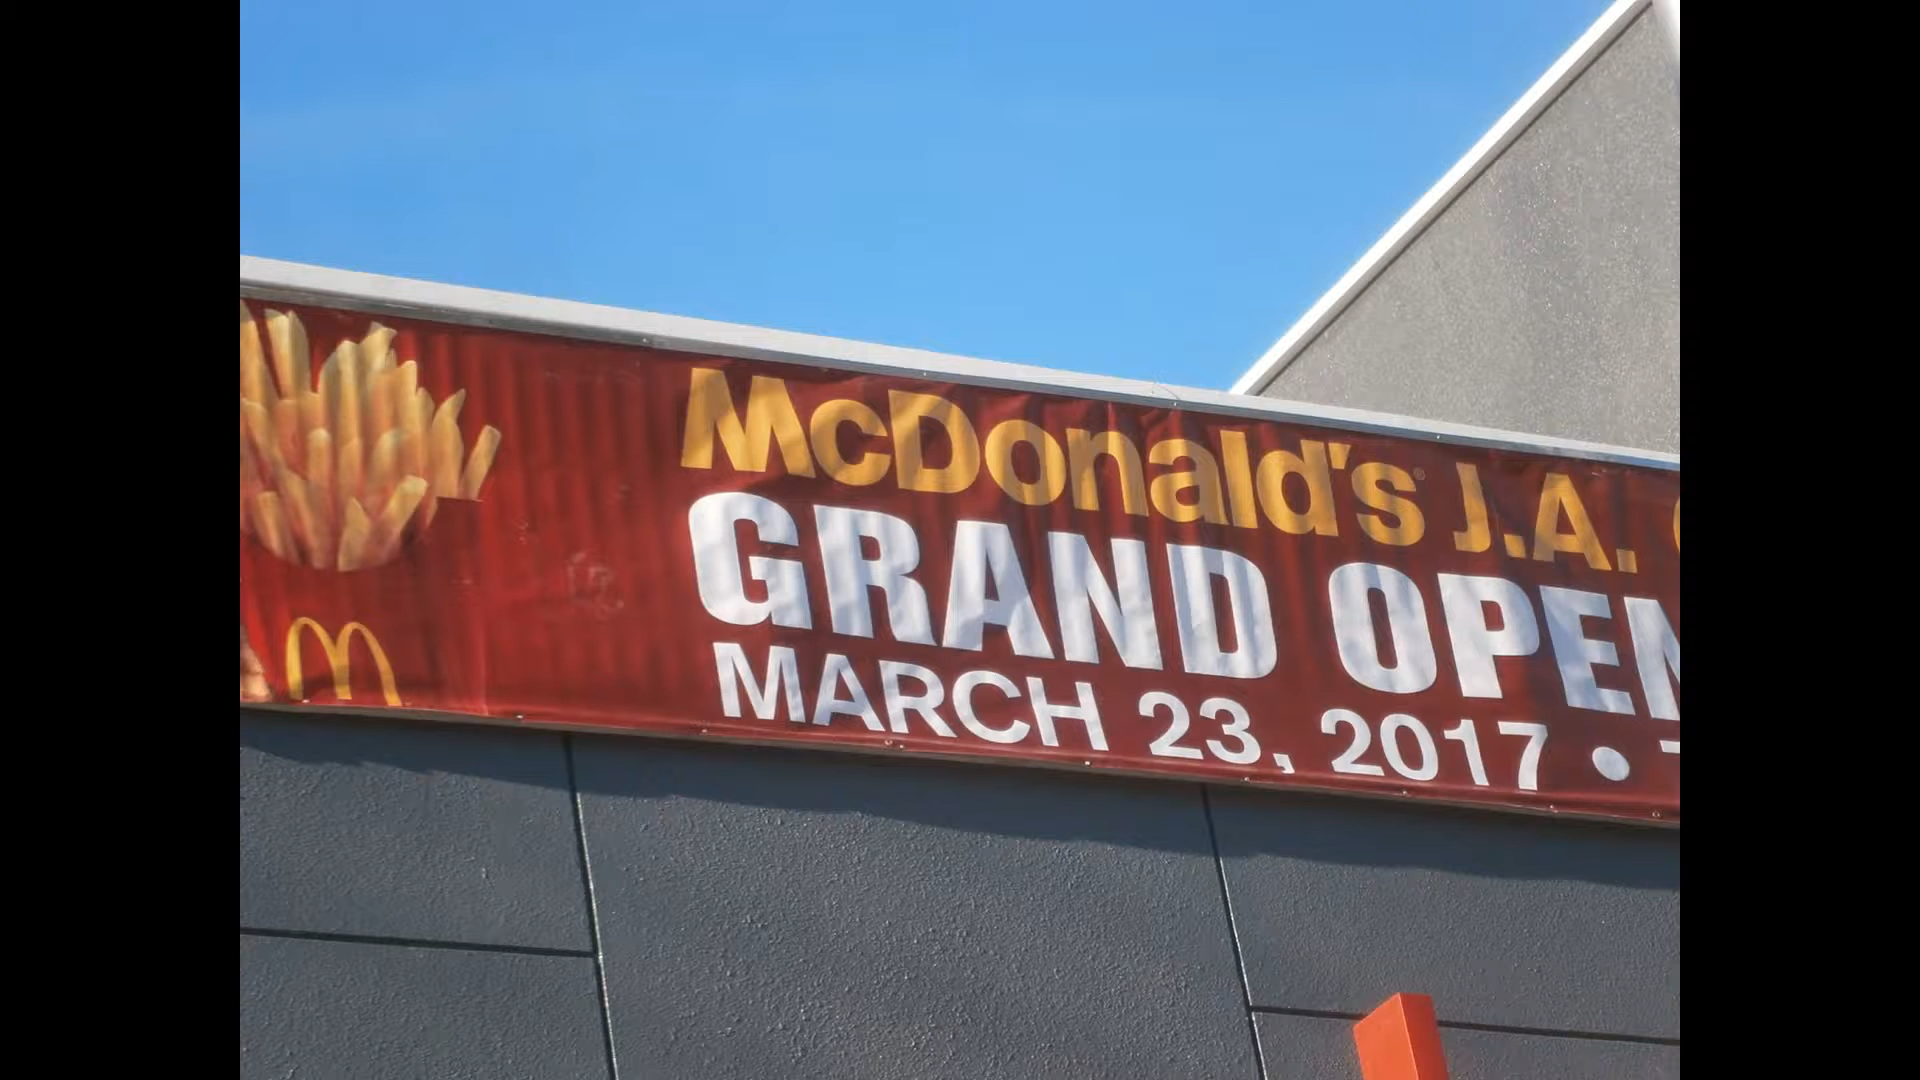 McDonald's® J.A.
GRAND OPEN
MARCH 23, 2017 •